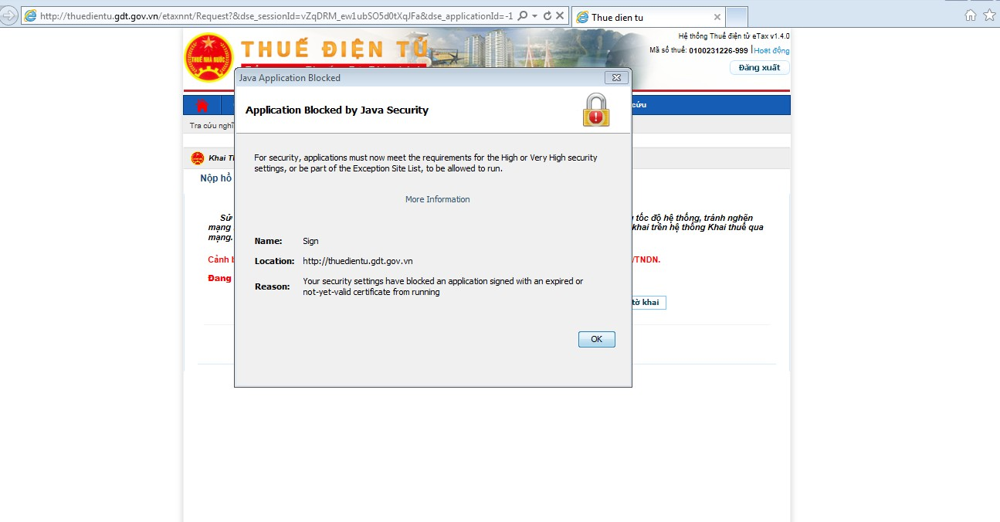 http://thuedientu.gdt.gov.vn/etaxnnt/Request?&dse_sessionId=vZqDRM_ew1ubSO5d0tXqJFa&dse_applicationId=-1
Thue dien tu
THUẾ NHÀ NƯỚC
THUẾ ĐIỆN TỬ
Hệ thống Thuế điện tử eTax v1.4.0
Mã số thuế: 0100231226-999 |Hoạt động
Đăng xuất
Java Application Blocked
Application Blocked by Java Security
cứu
Tra cứu nghĩ
For security, applications must now meet the requirements for the High or Very High security
settings, or be part of the Exception Site List, to be allowed to run.
Khai T
Nộp hồ
More Information
Sử
tốc độ hệ thống, tránh nghẽn
mạng
khai trên hệ thống Khai thuế qua
mạng.
Name: Sign
Cảnh b
/TNDN.
Location: http://thuedientu.gdt.gov.vn
Đang
Reason: Your security settings have blocked an application signed with an expired or
not-yet-valid certificate from running
tờ khai
OK